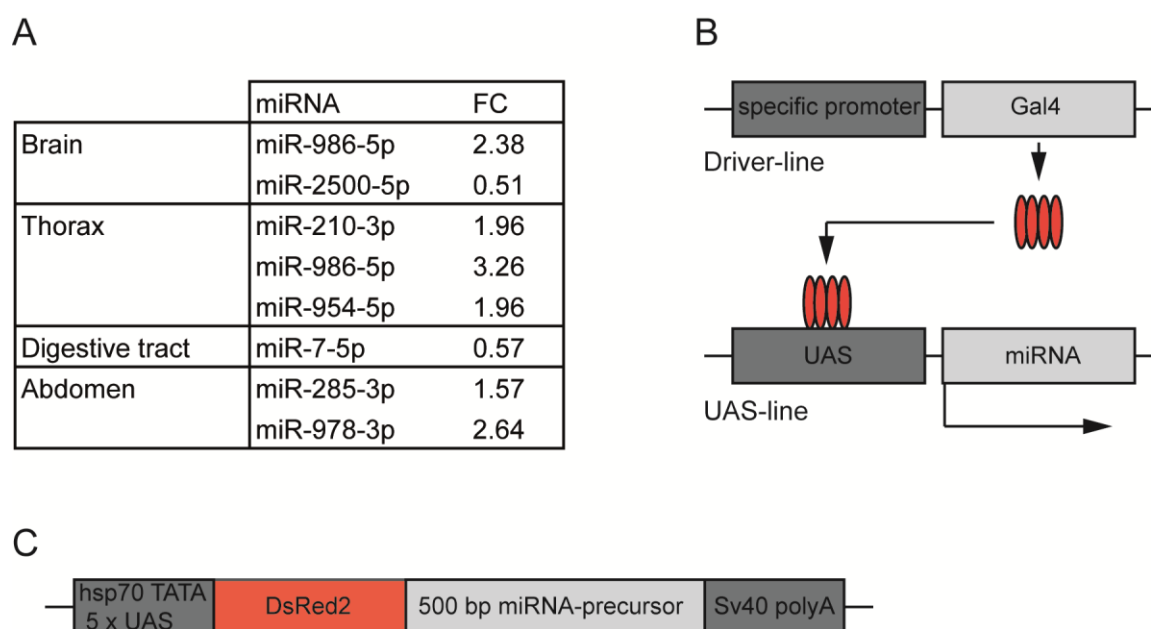 A
miRNA FC
Brain miR-986-5p 2.38
miR-2500-5p 0.51
Thorax miR-210-3p 1.96
miR-986-5p 3.26
miR-954-5p 1.96
Digestive tract miR-7-5p 0.57
Abdomen miR-285-3p 1.57
miR-978-3p 2.64
B
specific promoter Gal4
Driver-line
UAS miRNA
UAS-line
C
hsp70 TATA
5 x UAS
DsRed2
500 bp miRNA-precursor
Sv40 polyA